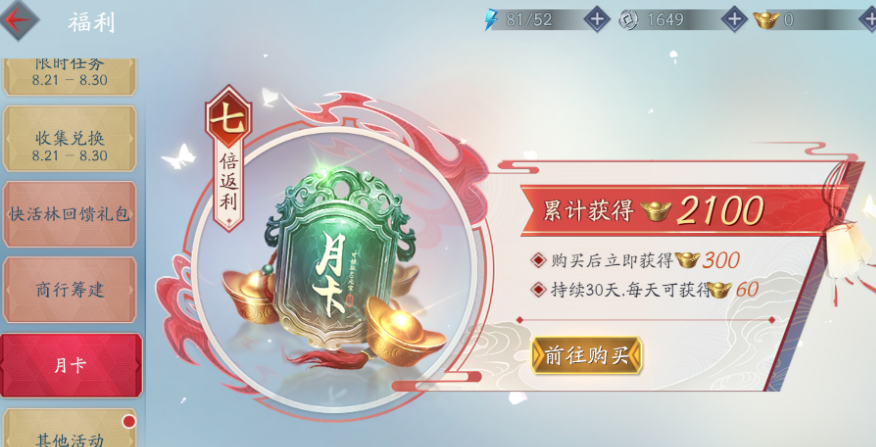 福利
81/52
1649
0
限时任务
8.21 - 8.30
收集兑换
8.21 - 8.30
快活林回馈礼包
商行筹建
月卡
其他活动
七
倍返利
月卡
累计获得 2100
购买后立即获得 300
持续30天,每天可获得 60
前往购买